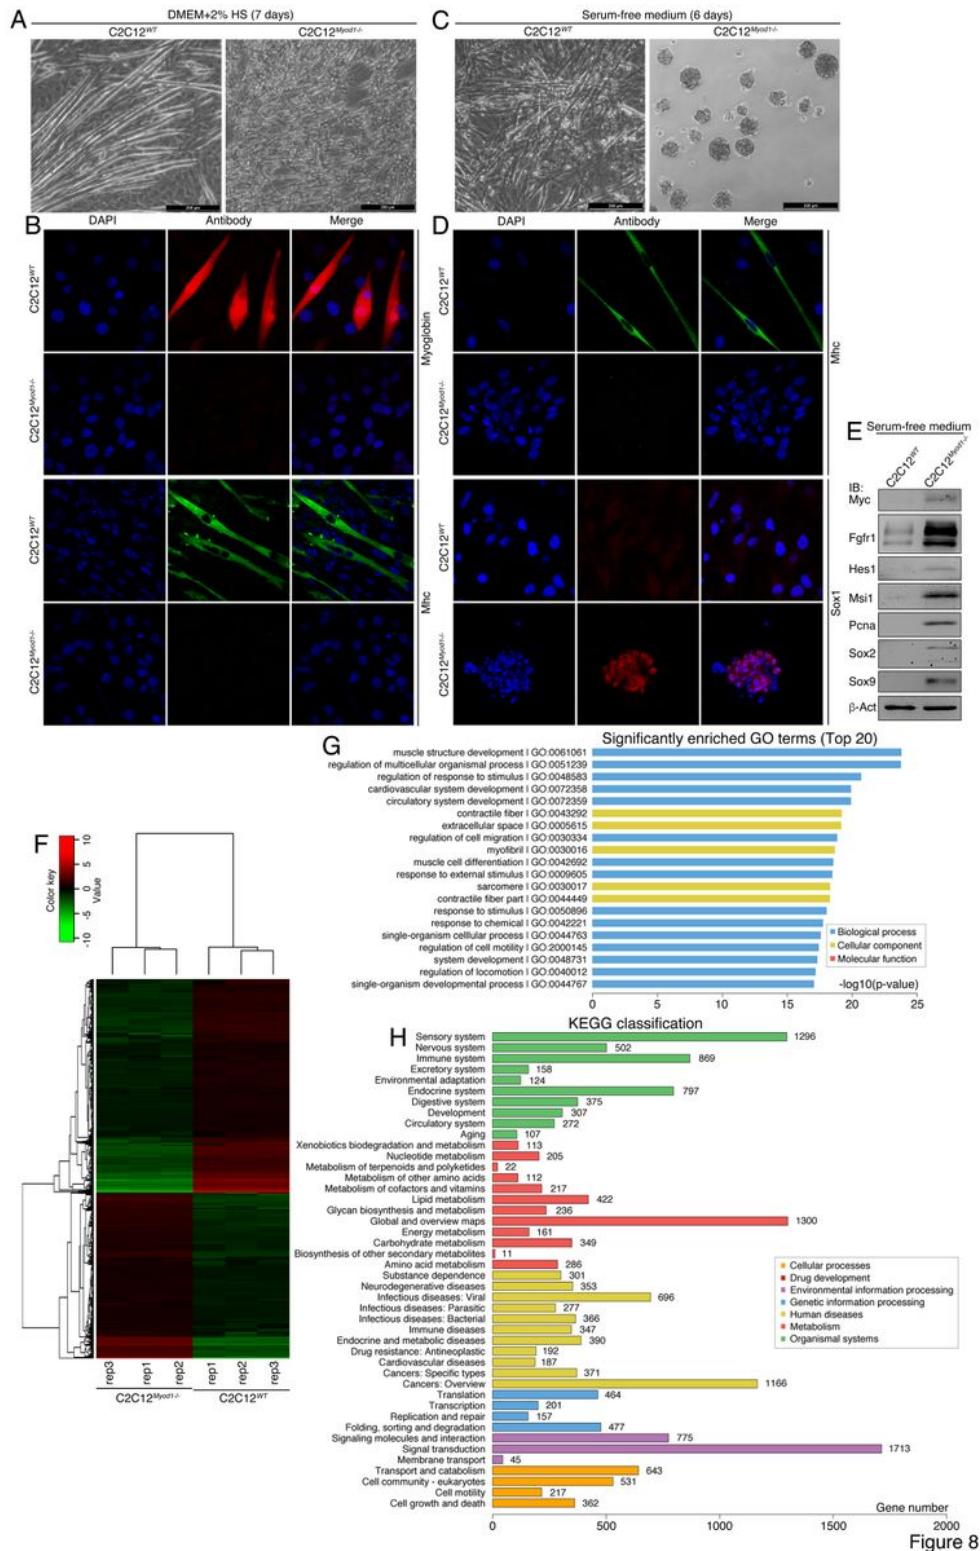 A
DMEM+2% HS (7 days)
C2C12WT
C2C12Myod1-/-
C
Serum-free medium (6 days)
C2C12WT
C2C12Myod1-/-
B
DAPI
Antibody
Merge
C2C12WT
C2C12Myod1-/-
Myoglobin
C2C12WT
C2C12Myod1-/-
Mhc
D
DAPI
Antibody
Merge
C2C12WT
C2C12Myod1-/-
Mhc
C2C12WT
C2C12Myod1-/-
Sox1
E
Serum-free medium
C2C12WT
C2C12Myod1-/-
IB:
Myc
Fgfr1
Hes1
Msi1
Pcna
Sox2
Sox9
β-Act
F
Color key
10
5
0
-5
-10
Value
rep3
rep1
rep2
rep1
rep2
rep3
C2C12Myod1-/-
C2C12WT
G
Significantly enriched GO terms (Top 20)
muscle structure development | GO:0061061
regulation of multicellular organismal process | GO:0051239
regulation of response to stimulus | GO:0048583
cardiovascular system development | GO:0072358
circulatory system development | GO:0072359
contractile fiber | GO:0043292
extracellular space | GO:0005615
regulation of cell migration | GO:0030334
myofibril | GO:0030016
muscle cell differentiation | GO:0042692
response to external stimulus | GO:0009605
sarcomere | GO:0030017
contractile fiber part | GO:0044449
response to stimulus | GO:0050896
response to chemical | GO:0042221
single-organism celllular process | GO:0044763
regulation of cell motility | GO:2000145
system development | GO:0048731
regulation of locomotion | GO:0040012
single-organism developmental process | GO:0044767
Biological process
Cellular component
Molecular function
-log10(p-value)
0 5 10 15 20 25
H
KEGG classification
Sensory system 1296
Nervous system 502
Immune system 869
Excretory system 158
Environmental adaptation 124
Endocrine system 797
Digestive system 375
Development 307
Circulatory system 272
Aging 107
Xenobiotics biodegradation and metabolism 113
Nucleotide metabolism 205
Metabolism of terpenoids and polyketides 22
Metabolism of other amino acids 112
Metabolism of cofactors and vitamins 217
Lipid metabolism 422
Glycan biosynthesis and metabolism 236
Global and overview maps 1300
Energy metabolism 161
Carbohydrate metabolism 349
Biosynthesis of other secondary metabolites 11
Amino acid metabolism 286
Substance dependence 301
Neurodegenerative diseases 353
Infectious diseases: Viral 696
Infectious diseases: Parasitic 277
Infectious diseases: Bacterial 366
Immune diseases 347
Endocrine and metabolic diseases 390
Drug resistance: Antineoplastic 192
Cardiovascular diseases 187
Cancers: Specific types 371
Cancers: Overview 1166
Translation 464
Transcription 201
Replication and repair 157
Folding, sorting and degradation 477
Signaling molecules and interaction 775
Signal transduction 1713
Membrane transport 45
Transport and catabolism 643
Cell community - eukaryotes 531
Cell motility 217
Cell growth and death 362
Cellular processes
Drug development
Environmental information processing
Genetic information processing
Human diseases
Metabolism
Organismal systems
Gene number
0 500 1000 1500 2000
Figure 8